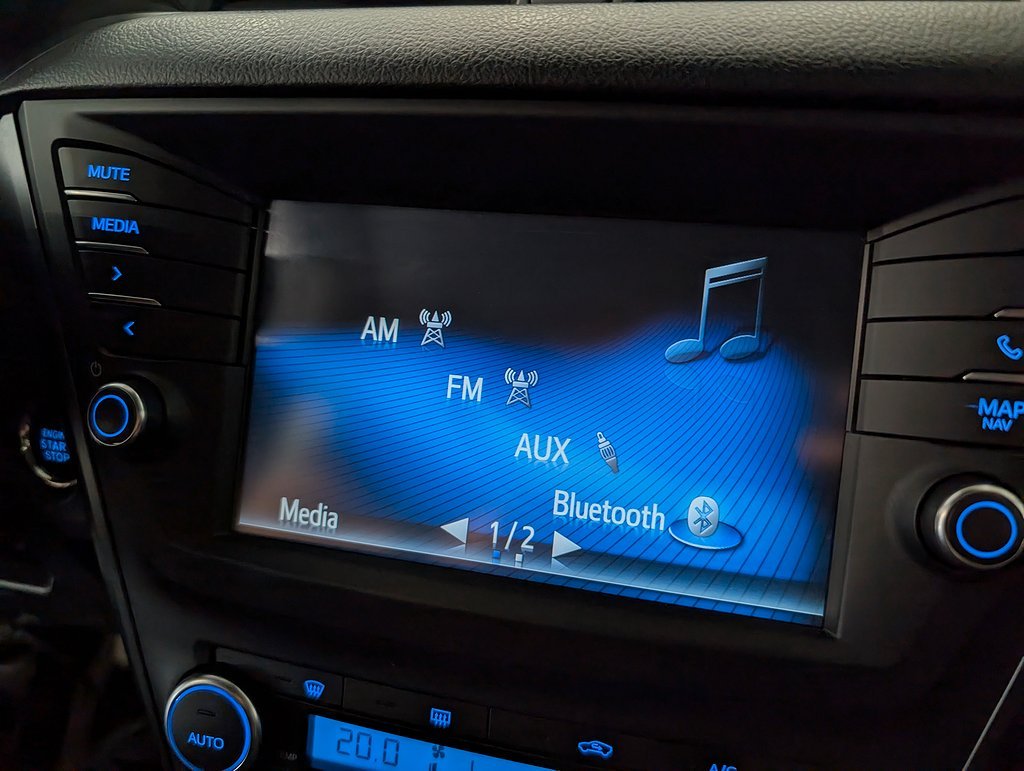 MUTE
MEDIA
AM
FM
AUX
Bluetooth
Media
1/2
MAP
NAV
ENGINE
START
STOP
AUTO
20.0
A/C